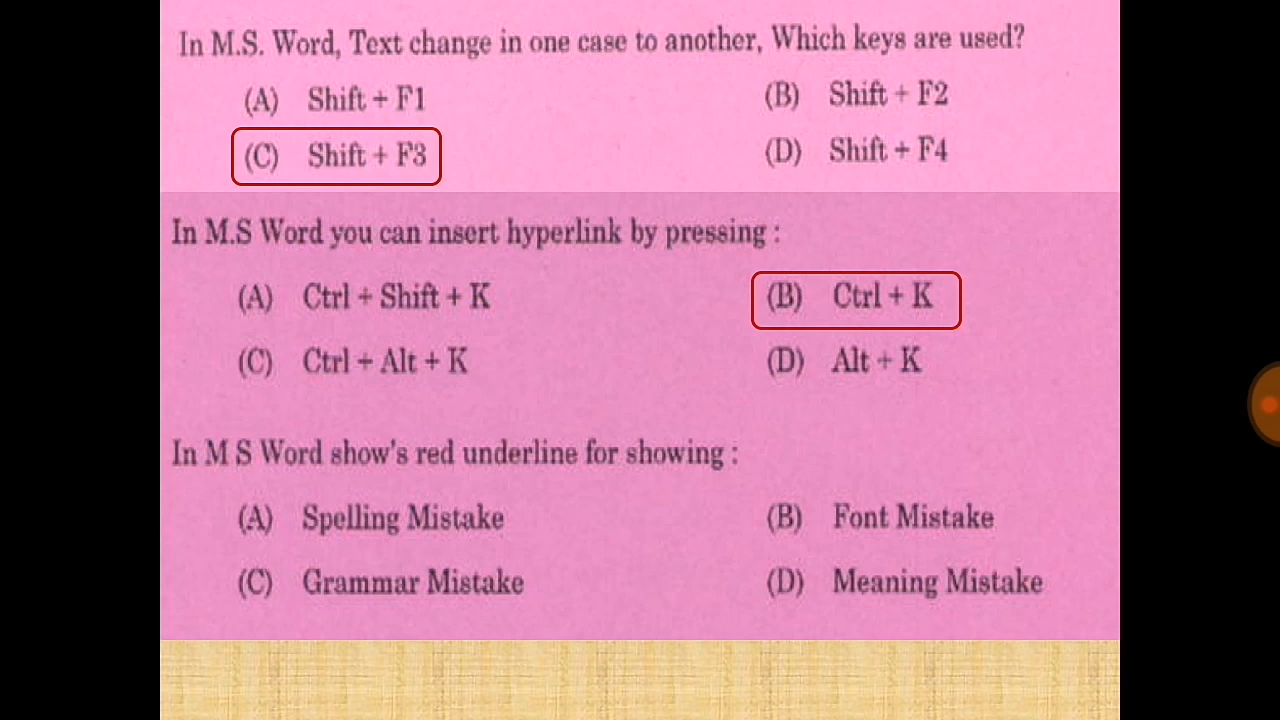 In M.S. Word, Text change in one case to another, Which keys are used?
(A) Shift + F1 (B) Shift + F2
(C) Shift + F3 (D) Shift + F4
In M.S Word you can insert hyperlink by pressing :
(A) Ctrl + Shift + K (B) Ctrl + K
(C) Ctrl + Alt + K (D) Alt + K
In M S Word show's red underline for showing :
(A) Spelling Mistake (B) Font Mistake
(C) Grammar Mistake (D) Meaning Mistake